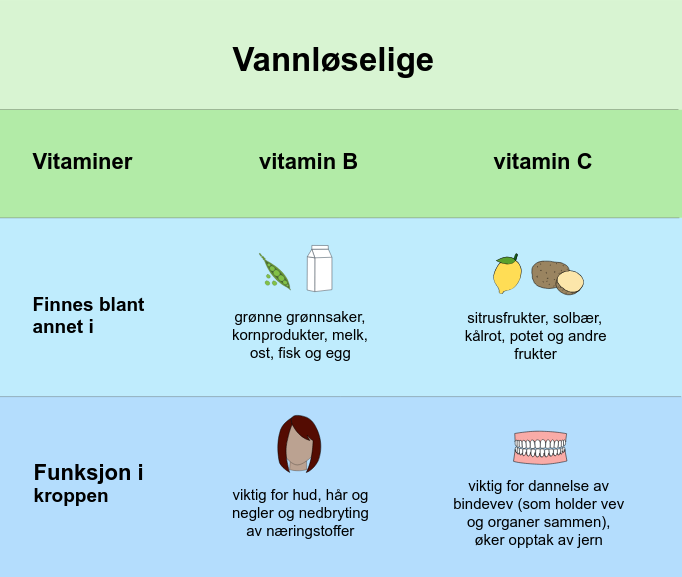 Vannløselige
Vitaminer
vitamin B
vitamin C
Finnes blant
annet i
grønne grønnsaker,
kornprodukter, melk,
ost, fisk og egg
sitrusfrukter, solbær,
kålrot, potet og andre
frukter
Funksjon i
kroppen
viktig for hud, hår og
negler og nedbryting
av næringstoffer
viktig for dannelse av
bindevev (som holder vev
og organer sammen),
øker opptak av jern